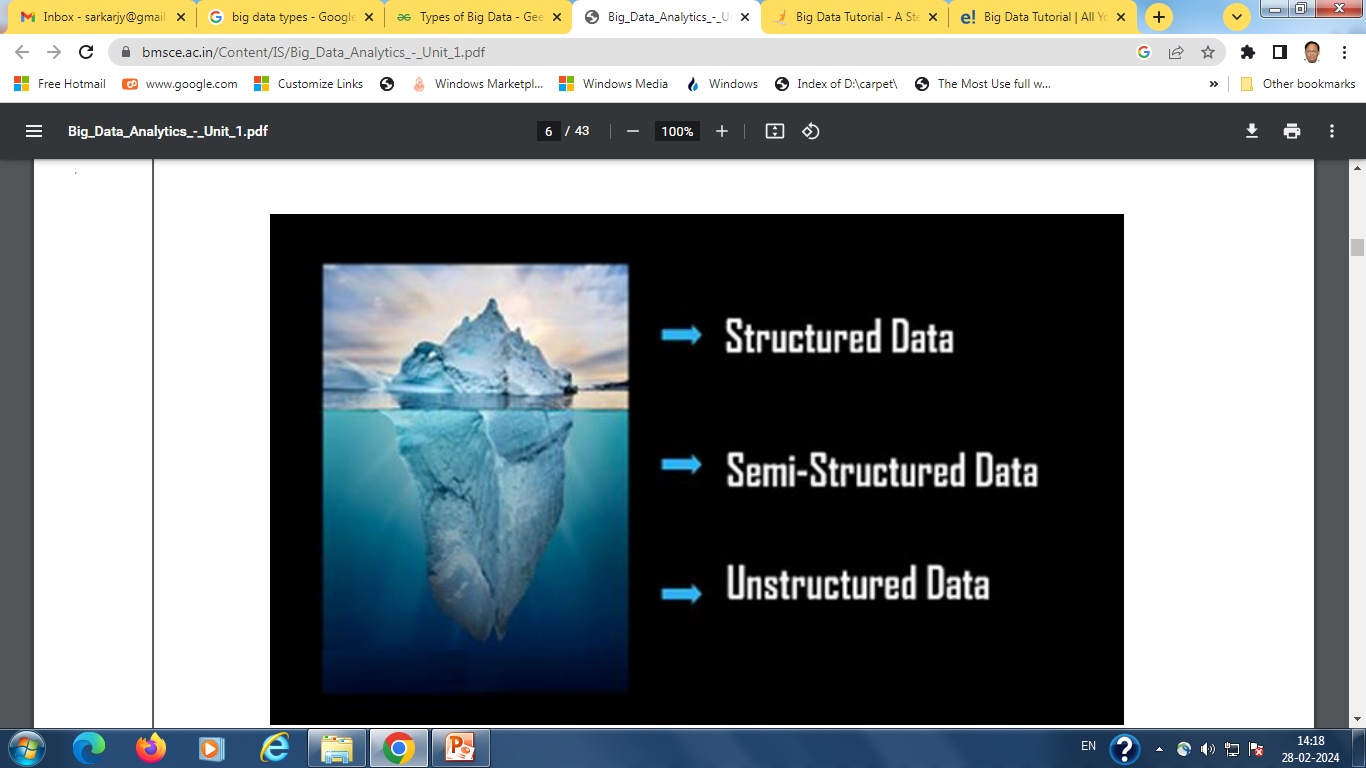 Inbox - sarkarjy@gmail
big data types - Google
Types of Big Data - Gee
Big_Data_Analytics_-_U
Big Data Tutorial - A Ste
Big Data Tutorial | All Yo
bmsce.ac.in/Content/IS/Big_Data_Analytics_-_Unit_1.pdf
Free Hotmail
www.google.com
Customize Links
Windows Marketpl...
Windows Media
Windows
Index of D:\carpet\
The Most Use full w...
»
Other bookmarks
Big_Data_Analytics_-_Unit_1.pdf
6 / 43
100%
Structured Data
Semi-Structured Data
Unstructured Data
EN
14:18
28-02-2024